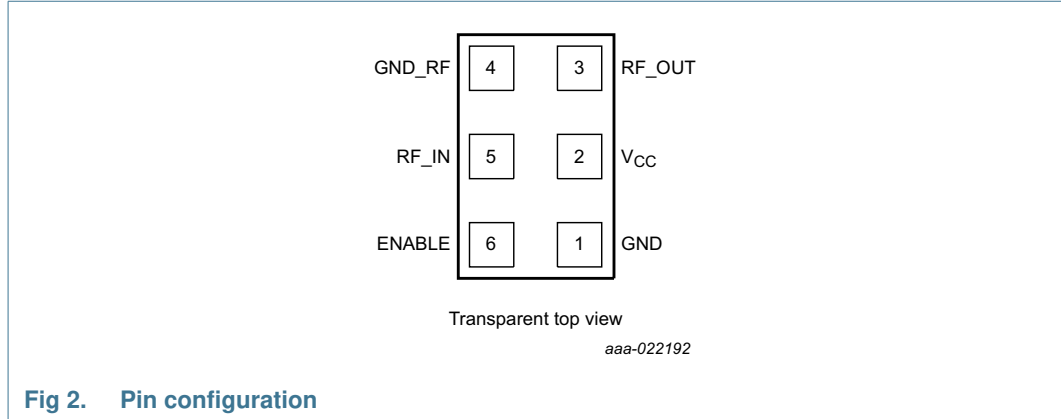 GND_RF 4 3 RF_OUT
RF_IN 5 2 VCC
ENABLE 6 1 GND
Transparent top view
aaa-022192
Fig 2. Pin configuration